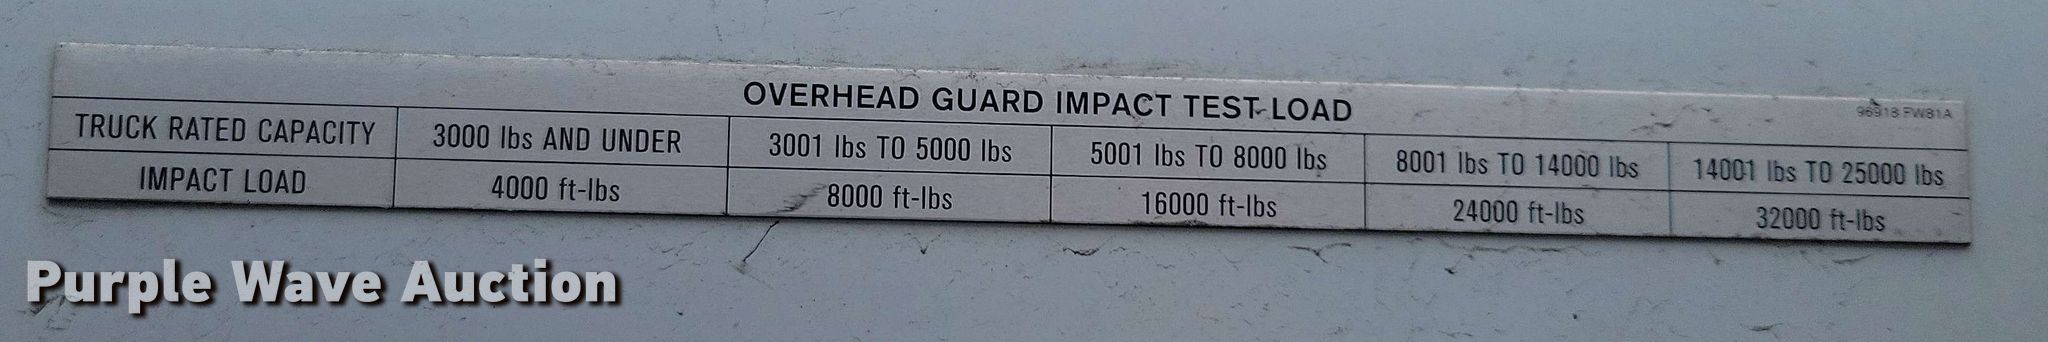 OVERHEAD GUARD IMPACT TEST LOAD
96918 FW81A
TRUCK RATED CAPACITY 3000 lbs AND UNDER 3001 lbs TO 5000 lbs 5001 lbs TO 8000 lbs 8001 lbs TO 14000 lbs 14001 lbs TO 25000 lbs
IMPACT LOAD 4000 ft-lbs 8000 ft-lbs 16000 ft-lbs 24000 ft-lbs 32000 ft-lbs
Purple Wave Auction